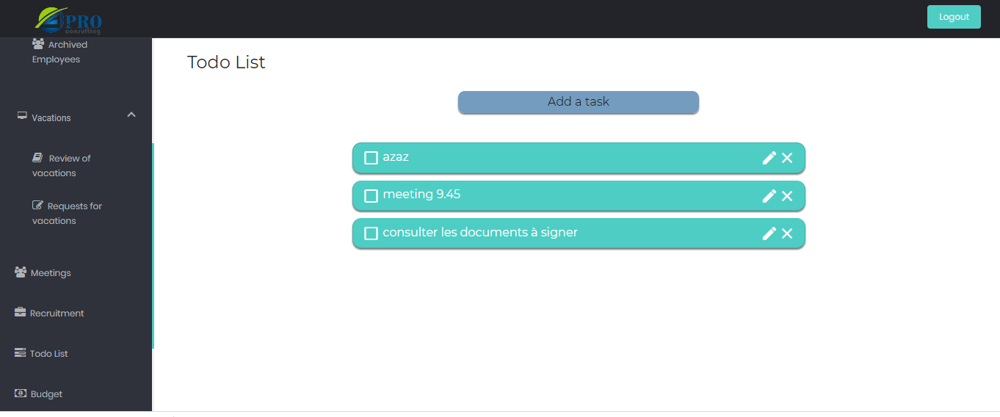 APRO
consulting
Logout
Archived
Employees
Todo List
Add a task
Vacations
azaz
Review of
vacations
meeting 9.45
Requests for
vacations
consulter les documents à signer
Meetings
Recruitment
Todo List
Budget